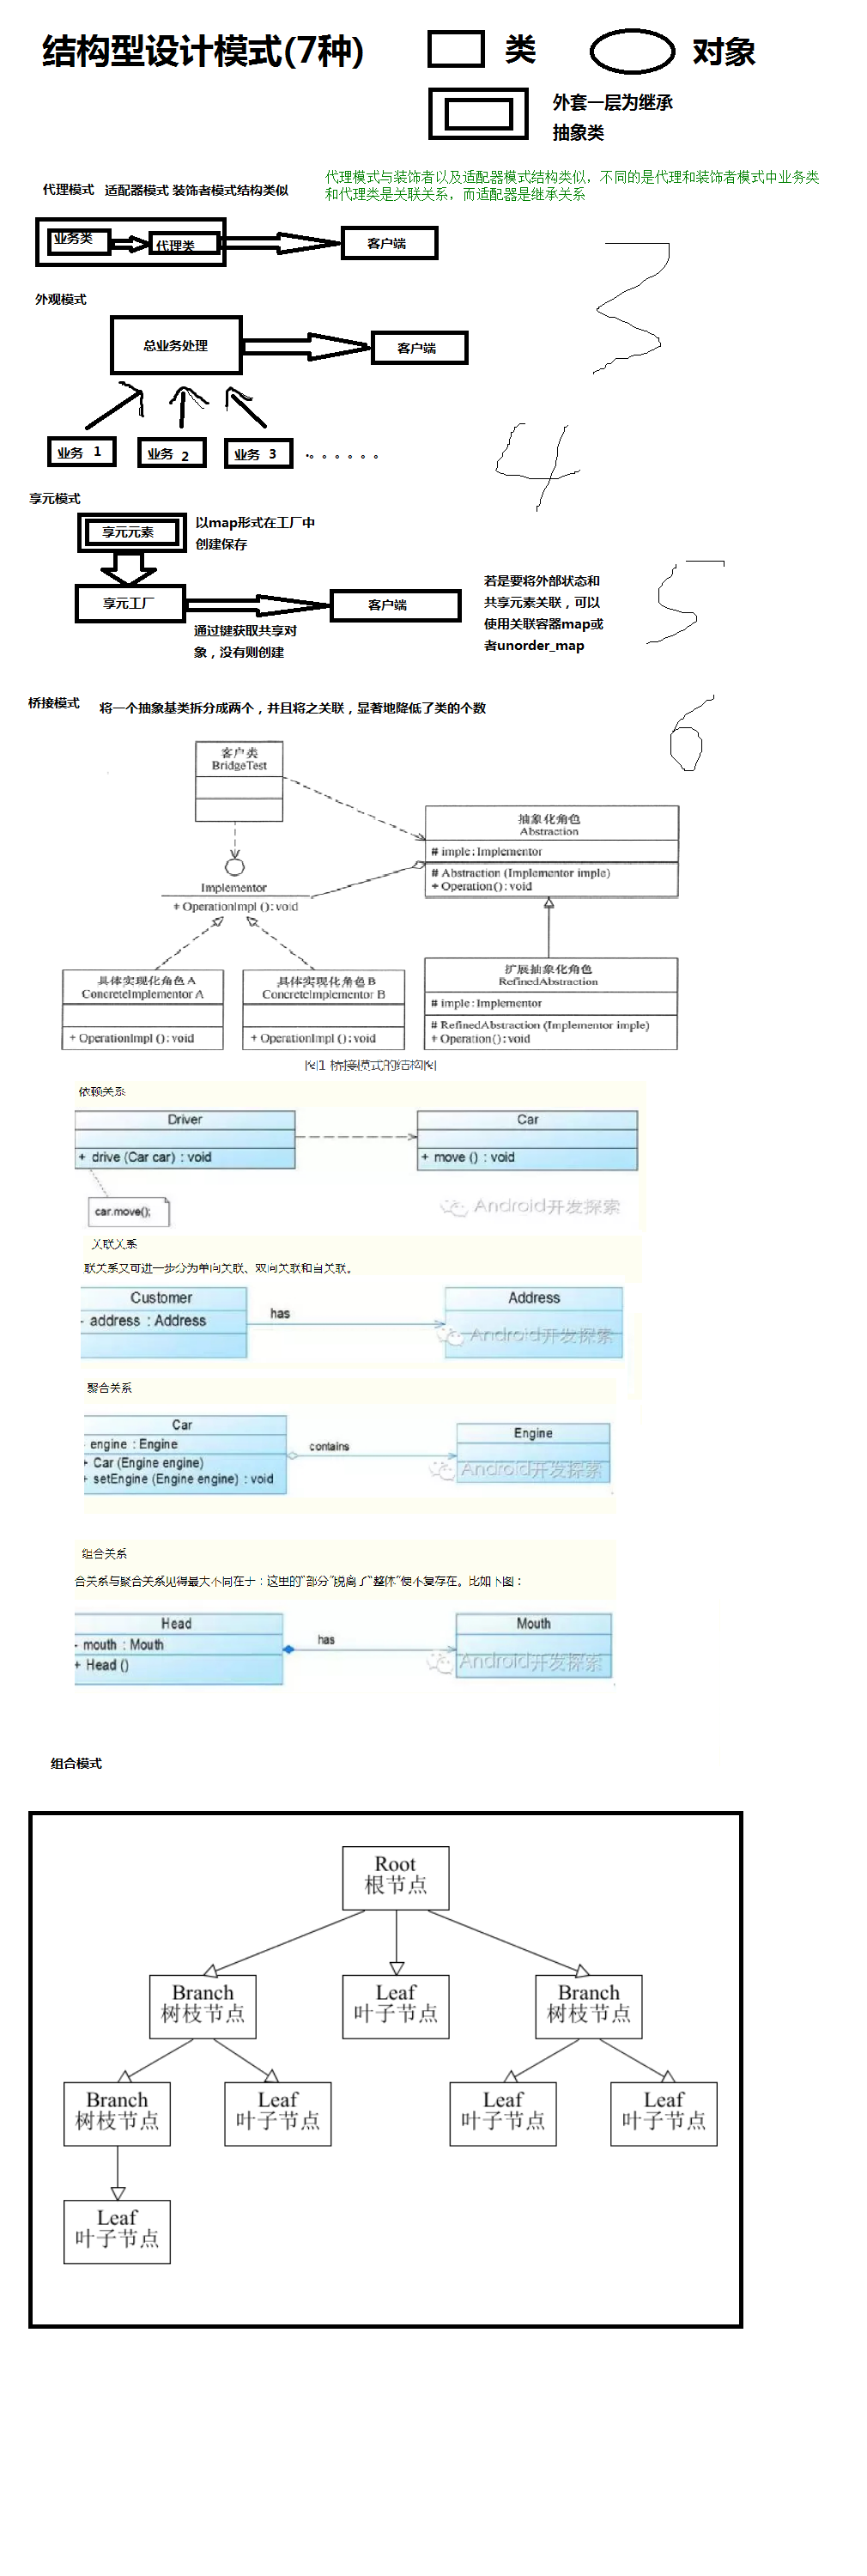 结构型设计模式(7种)
类
对象
外套一层为继承
抽象类
代理模式 适配器模式 装饰者模式结构类似
代理模式与装饰者以及适配器模式结构类似，不同的是代理和装饰者模式中业务类
和代理类是关联关系，而适配器是继承关系
业务类
代理类
客户端
3
外观模式
总业务处理
客户端
业务 1
业务 2
业务 3
.。。。。。。
4
享元模式
享元元素
以map形式在工厂中
创建保存
享元工厂
客户端
通过键获取共享对
象，没有则创建
若是要将外部状态和
共享元素关联，可以
使用关联容器map或
者unorder_map
5
桥接模式
将一个抽象基类拆分成两个，并且将之关联，显著地降低了类的个数
6
客户类
BridgeTest
抽象化角色
Abstraction
# imple:Implementor
# Abstraction (Implementor imple)
+ Operation():void
Implementor
+ OperationImpl ():void
具体实现化角色 A
ConcreteImplementor A
+ OperationImpl ():void
具体实现化角色 B
ConcreteImplementor B
+ OperationImpl ():void
扩展抽象化角色
RefinedAbstraction
# imple:Implementor
# RefinedAbstraction (Implementor imple)
+ Operation():void
图1 桥接模式的结构图
依赖关系
Driver
+ drive (Car car) : void
Car
+ move () : void
car.move();
Android开发探索
关联关系
联关系又可进一步分为单向关联、双向关联和自关联。
Customer
- address : Address
has
Address
Android开发探索
聚合关系
Car
engine : Engine
+ Car (Engine engine)
+ setEngine (Engine engine) : void
contains
Engine
Android开发探索
组合关系
合关系与聚合关系见得最大不同在于：这里的“部分”脱离了“整体”便不复存在。比如下图：
Head
- mouth : Mouth
+ Head ()
has
Mouth
Android开发探索
组合模式
Root
根节点
Branch
树枝节点
Leaf
叶子节点
Branch
树枝节点
Branch
树枝节点
Leaf
叶子节点
Leaf
叶子节点
Leaf
叶子节点
Leaf
叶子节点